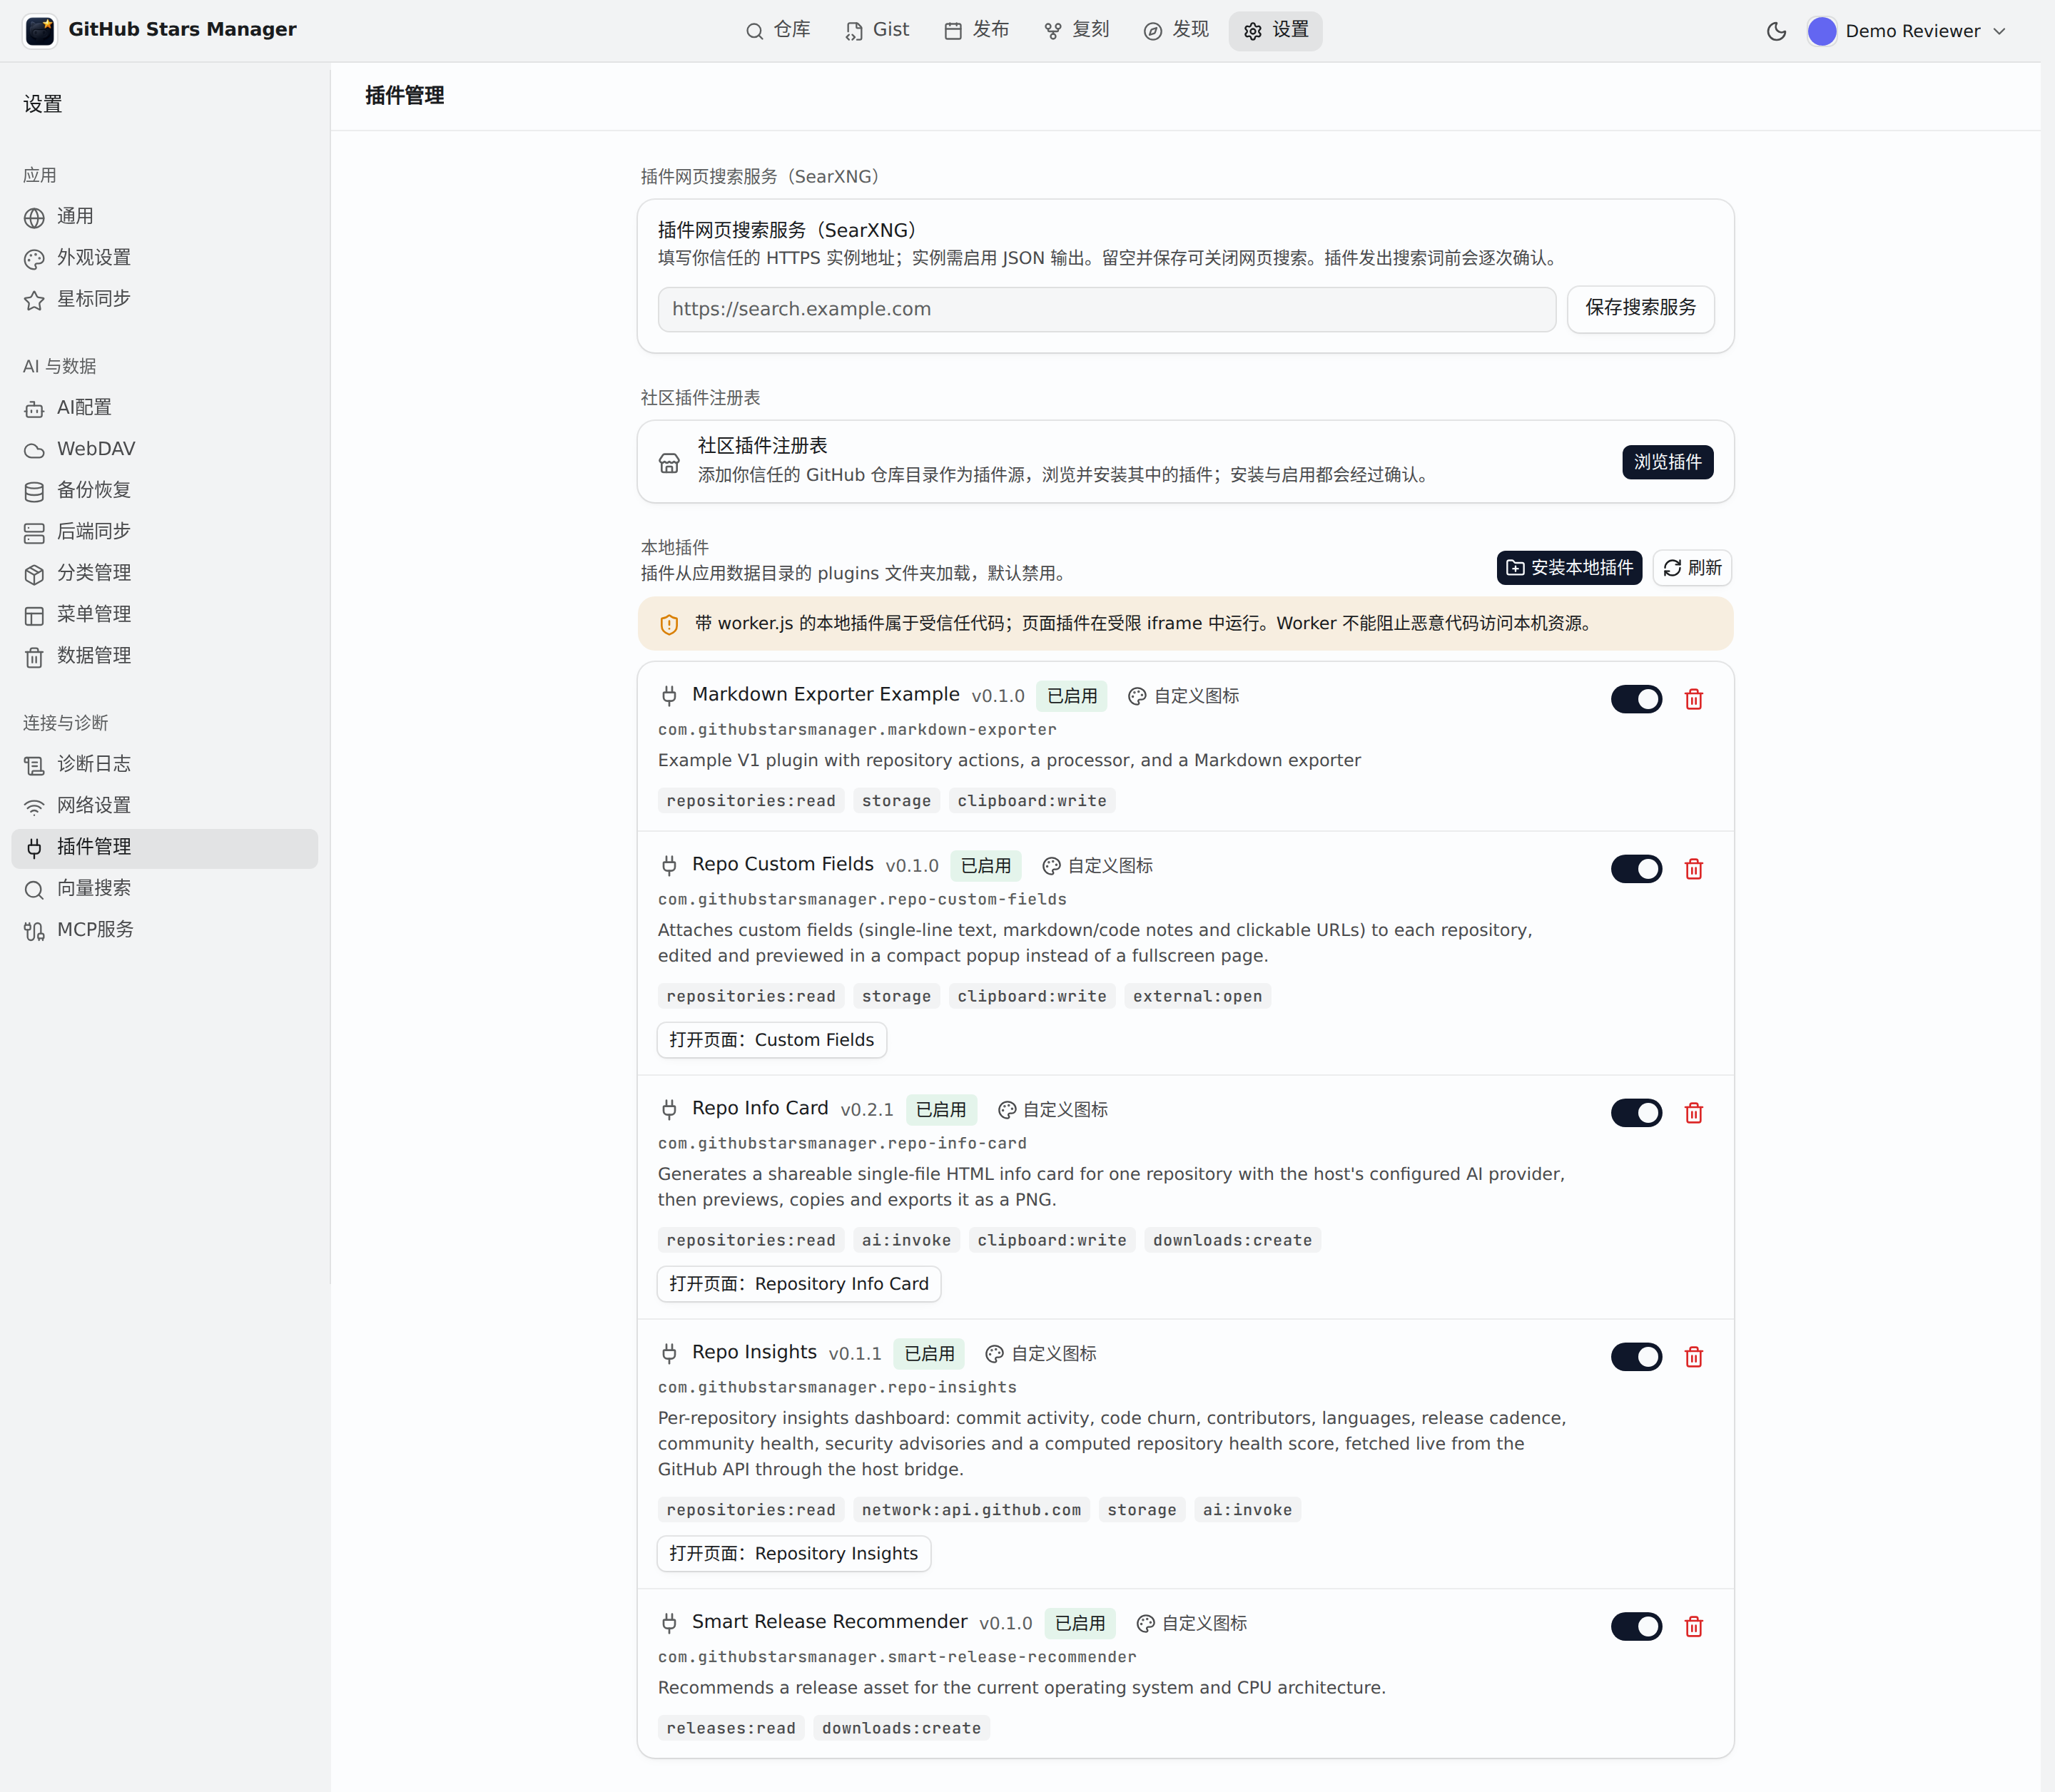 GitHub Stars Manager
仓库
Gist
发布
复刻
发现
设置
Demo Reviewer
设置
应用
通用
外观设置
星标同步
AI 与数据
AI配置
WebDAV
备份恢复
后端同步
分类管理
菜单管理
数据管理
连接与诊断
诊断日志
网络设置
插件管理
向量搜索
MCP服务
插件管理
插件网页搜索服务（SearXNG）
插件网页搜索服务（SearXNG）
填写你信任的 HTTPS 实例地址；实例需启用 JSON 输出。留空并保存可关闭网页搜索。插件发出搜索词前会逐次确认。
https://search.example.com
保存搜索服务
社区插件注册表
社区插件注册表
添加你信任的 GitHub 仓库目录作为插件源，浏览并安装其中的插件；安装与启用都会经过确认。
浏览插件
本地插件
插件从应用数据目录的 plugins 文件夹加载，默认禁用。
安装本地插件
刷新
带 worker.js 的本地插件属于受信任代码；页面插件在受限 iframe 中运行。Worker 不能阻止恶意代码访问本机资源。
Markdown Exporter Example v0.1.0 已启用 自定义图标
com.githubstarsmanager.markdown-exporter
Example V1 plugin with repository actions, a processor, and a Markdown exporter
repositories:read storage clipboard:write
Repo Custom Fields v0.1.0 已启用 自定义图标
com.githubstarsmanager.repo-custom-fields
Attaches custom fields (single-line text, markdown/code notes and clickable URLs) to each repository,
edited and previewed in a compact popup instead of a fullscreen page.
repositories:read storage clipboard:write external:open
打开页面：Custom Fields
Repo Info Card v0.2.1 已启用 自定义图标
com.githubstarsmanager.repo-info-card
Generates a shareable single-file HTML info card for one repository with the host's configured AI provider,
then previews, copies and exports it as a PNG.
repositories:read ai:invoke clipboard:write downloads:create
打开页面：Repository Info Card
Repo Insights v0.1.1 已启用 自定义图标
com.githubstarsmanager.repo-insights
Per-repository insights dashboard: commit activity, code churn, contributors, languages, release cadence,
community health, security advisories and a computed repository health score, fetched live from the
GitHub API through the host bridge.
repositories:read network:api.github.com storage ai:invoke
打开页面：Repository Insights
Smart Release Recommender v0.1.0 已启用 自定义图标
com.githubstarsmanager.smart-release-recommender
Recommends a release asset for the current operating system and CPU architecture.
releases:read downloads:create